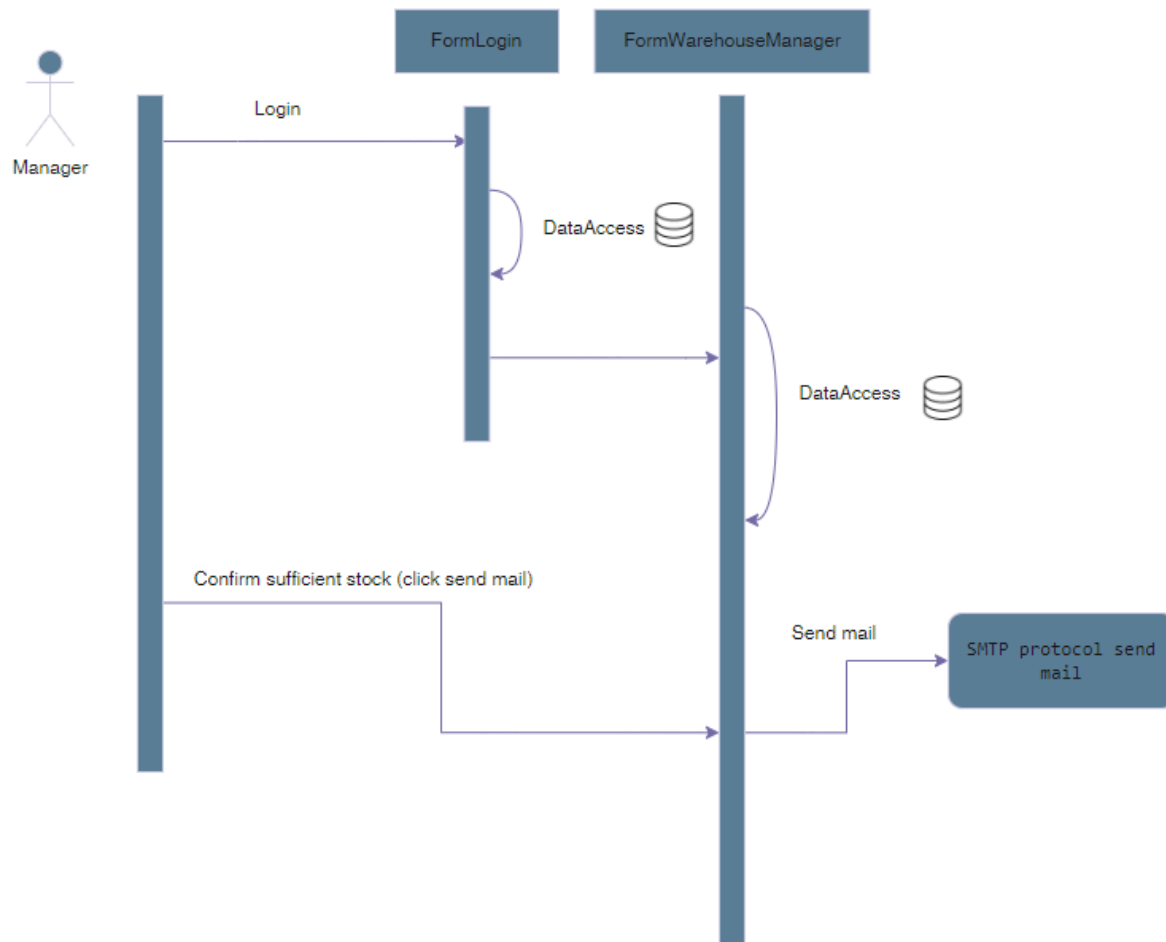 FormLogin
FormWarehouseManager
Manager
Login
DataAccess
DataAccess
Confirm sufficient stock (click send mail)
Send mail
SMTP protocol send
mail